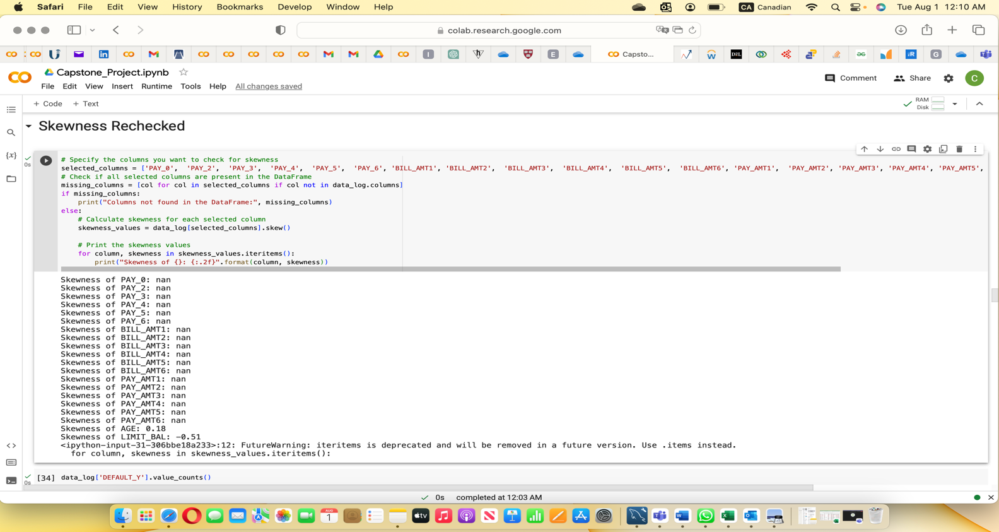 Safari File Edit View History Bookmarks Develop Window Help CA Canadian Tue Aug 1 12:10 AM
colab.research.google.com
Capsto...
Capstone_Project.ipynb
File Edit View Insert Runtime Tools Help All changes saved
Comment Share C
+ Code + Text
RAM
Disk
Skewness Rechecked
0s
# Specify the columns you want to check for skewness
selected_columns = ['PAY_0', 'PAY_2', 'PAY_3', 'PAY_4', 'PAY_5', 'PAY_6', 'BILL_AMT1', 'BILL_AMT2', 'BILL_AMT3', 'BILL_AMT4', 'BILL_AMT5', 'BILL_AMT6', 'PAY_AMT1', 'PAY_AMT2', 'PAY_AMT3', 'PAY_AMT4', 'PAY_AMT5',
# Check if all selected columns are present in the DataFrame
missing_columns = [col for col in selected_columns if col not in data_log.columns]
if missing_columns:
print("Columns not found in the DataFrame:", missing_columns)
else:
# Calculate skewness for each selected column
skewness_values = data_log[selected_columns].skew()
# Print the skewness values
for column, skewness in skewness_values.iteritems():
print("Skewness of {}: {:.2f}".format(column, skewness))
Skewness of PAY_0: nan
Skewness of PAY_2: nan
Skewness of PAY_3: nan
Skewness of PAY_4: nan
Skewness of PAY_5: nan
Skewness of PAY_6: nan
Skewness of BILL_AMT1: nan
Skewness of BILL_AMT2: nan
Skewness of BILL_AMT3: nan
Skewness of BILL_AMT4: nan
Skewness of BILL_AMT5: nan
Skewness of BILL_AMT6: nan
Skewness of PAY_AMT1: nan
Skewness of PAY_AMT2: nan
Skewness of PAY_AMT3: nan
Skewness of PAY_AMT4: nan
Skewness of PAY_AMT5: nan
Skewness of PAY_AMT6: nan
Skewness of AGE: 0.18
Skewness of LIMIT_BAL: -0.51
<ipython-input-31-306bbe18a233>:12: FutureWarning: iteritems is deprecated and will be removed in a future version. Use .items instead.
for column, skewness in skewness_values.iteritems():
0s
[34] data_log['DEFAULT_Y'].value_counts()
0s completed at 12:03 AM
AUG
1
tv